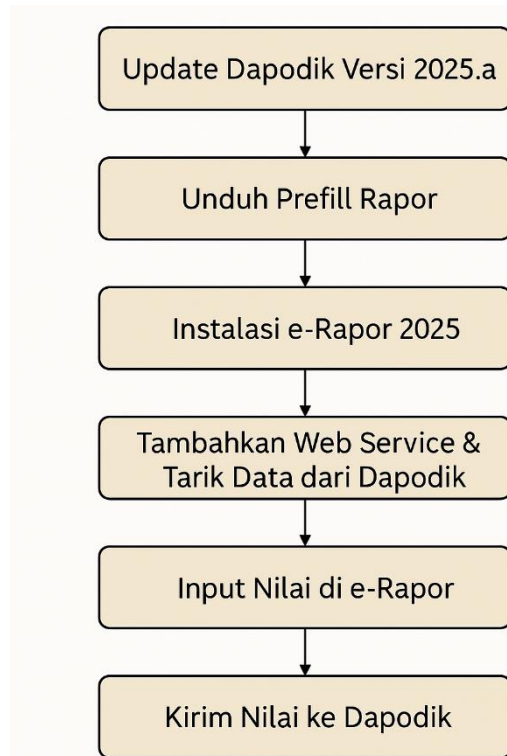 Update Dapodik Versi 2025.a
Unduh Prefill Rapor
Instalasi e-Rapor 2025
Tambahkan Web Service &
Tarik Data dari Dapodik
Input Nilai di e-Rapor
Kirim Nilai ke Dapodik